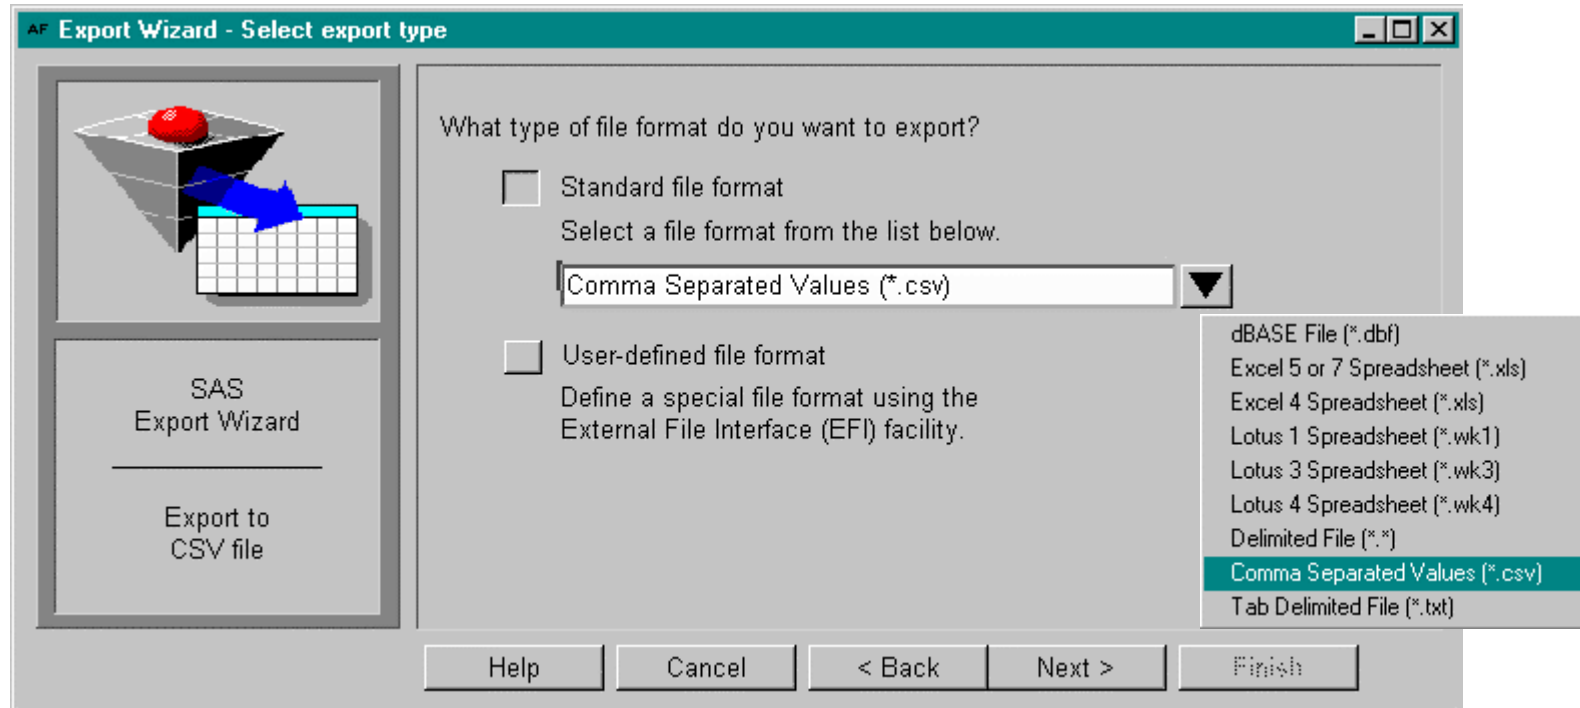 AF Export Wizard - Select export type
What type of file format do you want to export?
Standard file format
Select a file format from the list below.
Comma Separated Values (*.csv)
User-defined file format
Define a special file format using the
External File Interface (EFI) facility.
SAS
Export Wizard
Export to
CSV file
dBASE File (*.dbf)
Excel 5 or 7 Spreadsheet (*.xls)
Excel 4 Spreadsheet (*.xls)
Lotus 1 Spreadsheet (*.wk1)
Lotus 3 Spreadsheet (*.wk3)
Lotus 4 Spreadsheet (*.wk4)
Delimited File (*.*)
Comma Separated Values (*.csv)
Tab Delimited File (*.txt)
Help Cancel < Back Next > Finish